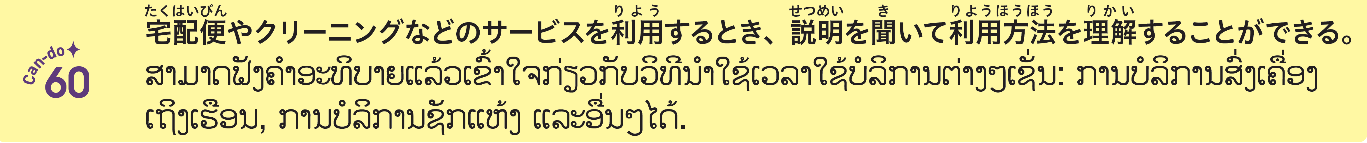 たくはいびん りよう せつめい き りようほうほう りかい
宅配便やクリーニングなどのサービスを利用するとき、説明を聞いて利用方法を理解することができる。
Can-do
60
ສາມາດຟັງຄໍາອະທິບາຍແລ້ວເຂົ້າໃຈກ່ຽວກັບວິທີນໍາໃຊ້ເວລາໃຊ້ບໍລິການຕ່າງໆເຊັ່ນ: ການບໍລິການສົ່ງເຄື່ອງ
ເຖິງເຮືອນ, ການບໍລິການຊັກແຫ້ງ ແລະອື່ນໆໄດ້.